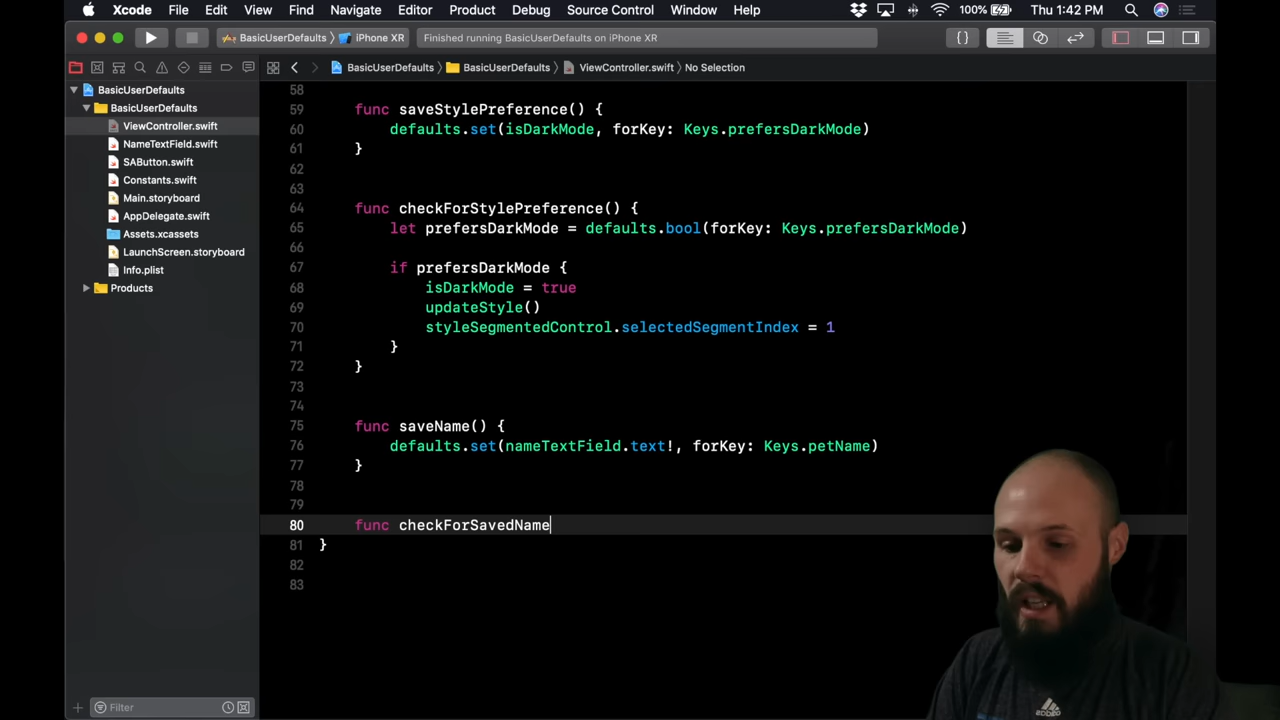 Xcode File Edit View Find Navigate Editor Product Debug Source Control Window Help 100% Thu 1:42 PM
BasicUserDefaults iPhone XR Finished running BasicUserDefaults on iPhone XR {}
BasicUserDefaults BasicUserDefaults ViewController.swift No Selection
BasicUserDefaults
BasicUserDefaults
ViewController.swift
NameTextField.swift
SAButton.swift
Constants.swift
Main.storyboard
AppDelegate.swift
Assets.xcassets
LaunchScreen.storyboard
Info.plist
Products
Filter
58
59 func saveStylePreference() {
60 defaults.set(isDarkMode, forKey: Keys.prefersDarkMode)
61 }
62
63
64 func checkForStylePreference() {
65 let prefersDarkMode = defaults.bool(forKey: Keys.prefersDarkMode)
66
67 if prefersDarkMode {
68 isDarkMode = true
69 updateStyle()
70 styleSegmentedControl.selectedSegmentIndex = 1
71 }
72 }
73
74
75 func saveName() {
76 defaults.set(nameTextField.text!, forKey: Keys.petName)
77 }
78
79
80 func checkForSavedName
81 }
82
83
adidas